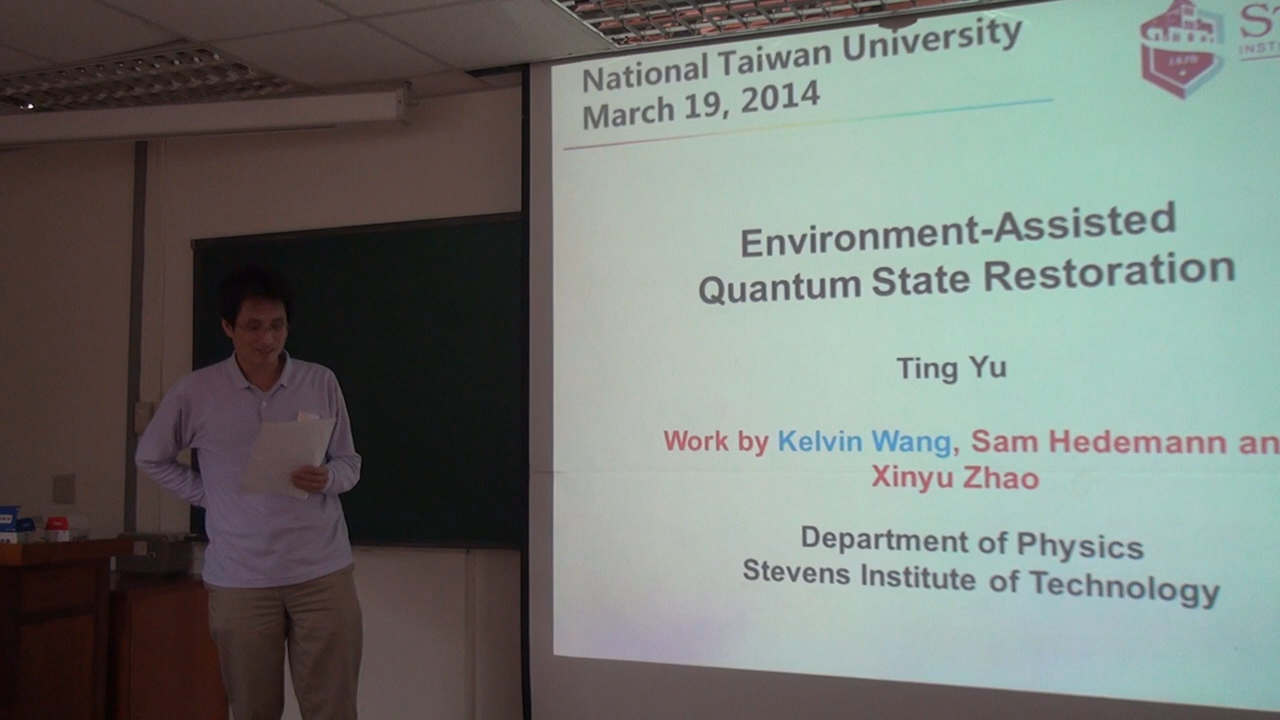 National Taiwan University
March 19, 2014
Environment-Assisted
Quantum State Restoration
Ting Yu
Work by Kelvin Wang, Sam Hedemann an
Xinyu Zhao
Department of Physics
Stevens Institute of Technology